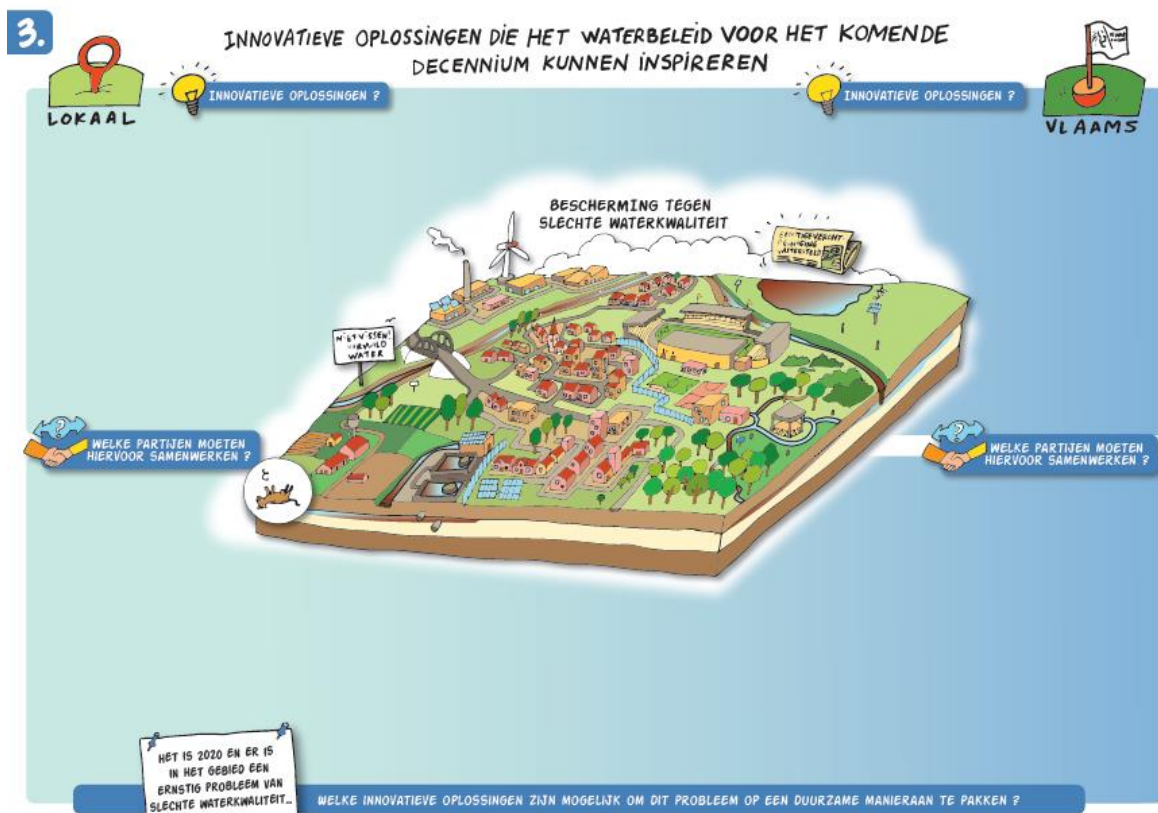 3.
INNOVATIEVE OPLOSSINGEN DIE HET WATERBELEID VOOR HET KOMENDE
DECENNIUM KUNNEN INSPIREREN
LOKAAL
INNOVATIEVE OPLOSSINGEN ?
INNOVATIEVE OPLOSSINGEN ?
VLAAMS
BESCHERMING TEGEN
SLECHTE WATERKWALITEIT
NIET VISSEN!
WATER
?
WELKE PARTIJEN MOETEN
HIERVOOR SAMENWERKEN ?
?
WELKE PARTIJEN MOETEN
HIERVOOR SAMENWERKEN ?
HET IS 2020 EN ER IS
IN HET GEBIED EEN
ERNSTIG PROBLEEM VAN
SLECHTE WATERKWALITEIT...
WELKE INNOVATIEVE OPLOSSINGEN ZIJN MOGELIJK OM DIT PROBLEEM OP EEN DUURZAME MANIERAAN TE PAKKEN ?